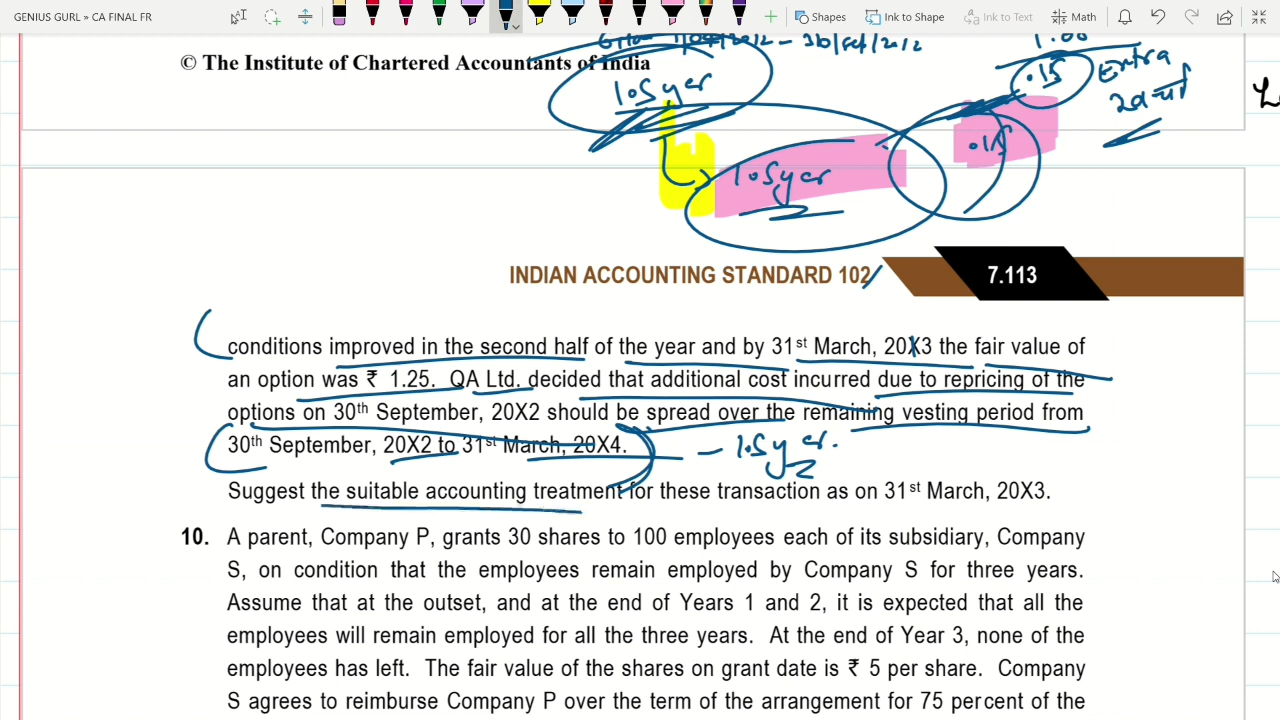 GENIUS GURL » CA FINAL FR
Shapes
Ink to Shape
Ink to Text
Math
1.00
© The Institute of Chartered Accountants of India
1.5 year
.15
Extra
1.5 year
.15
INDIAN ACCOUNTING STANDARD 102
7.113
conditions improved in the second half of the year and by 31st March, 20X3 the fair value of
an option was ₹ 1.25. QA Ltd. decided that additional cost incurred due to repricing of the
options on 30th September, 20X2 should be spread over the remaining vesting period from
30th September, 20X2 to 31st March, 20X4.
– 1.5 year.
Suggest the suitable accounting treatment for these transaction as on 31st March, 20X3.
10. A parent, Company P, grants 30 shares to 100 employees each of its subsidiary, Company
S, on condition that the employees remain employed by Company S for three years.
Assume that at the outset, and at the end of Years 1 and 2, it is expected that all the
employees will remain employed for all the three years. At the end of Year 3, none of the
employees has left. The fair value of the shares on grant date is ₹ 5 per share. Company
S agrees to reimburse Company P over the term of the arrangement for 75 percent of the